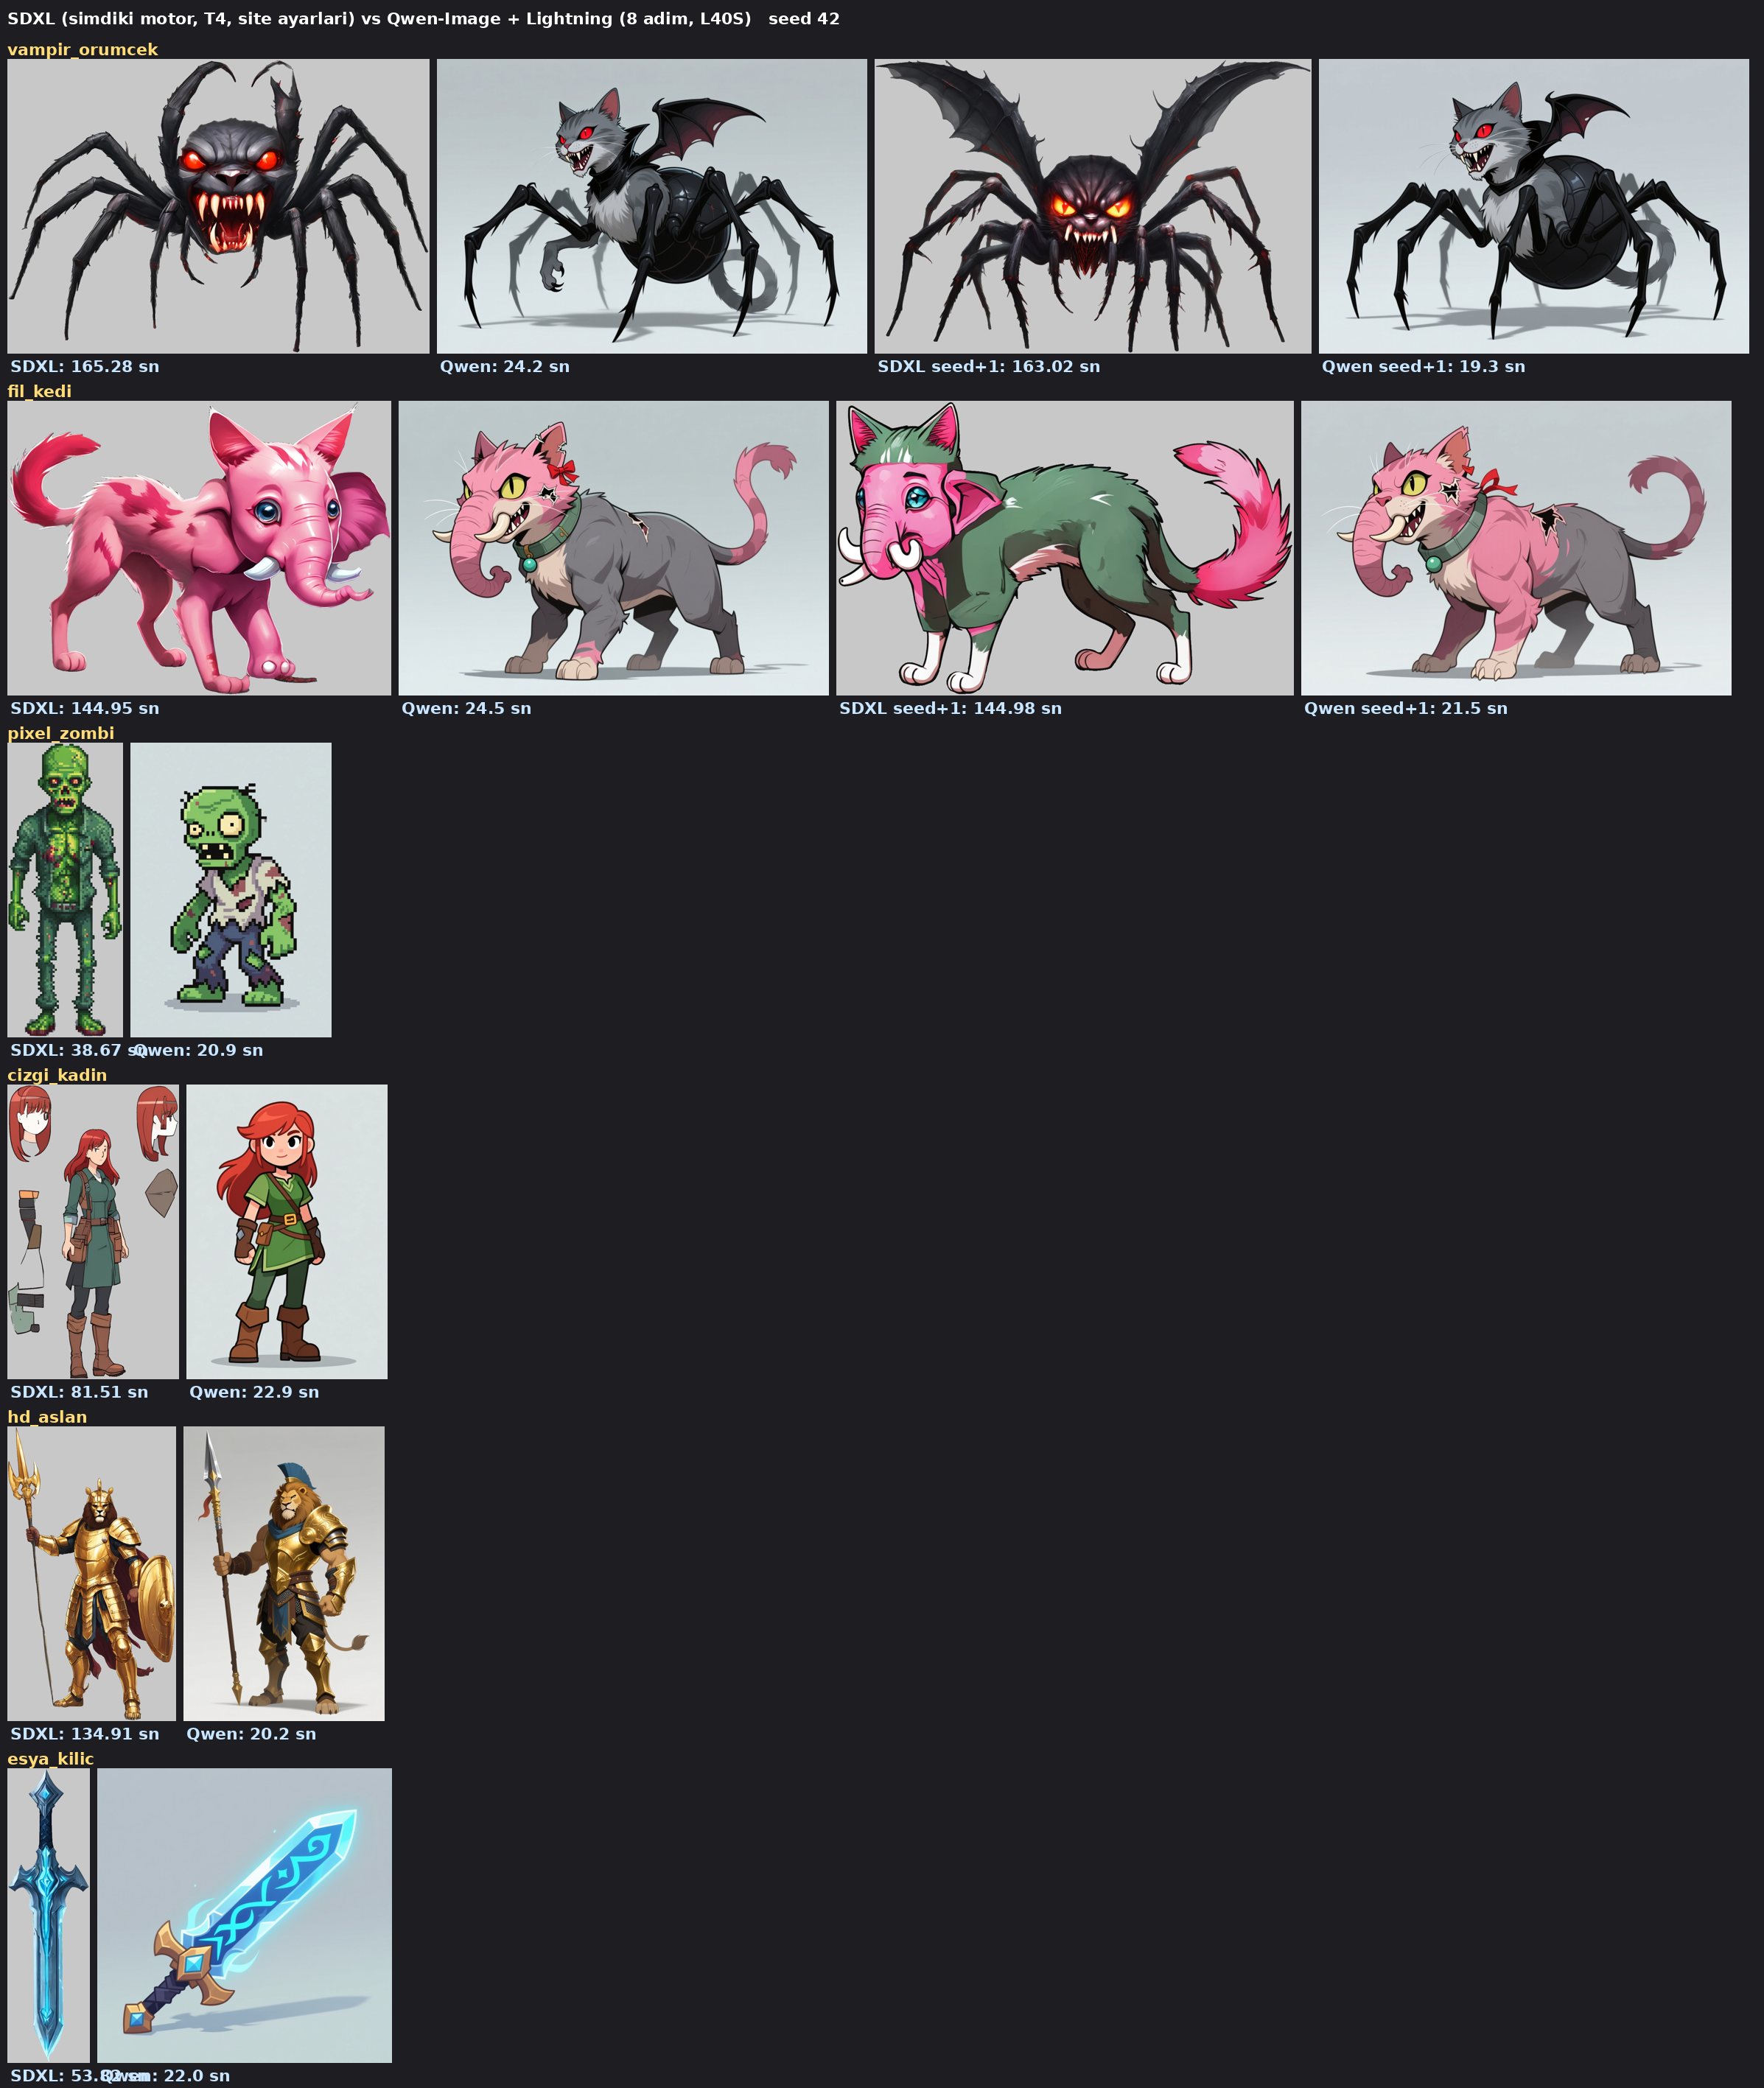 SDXL (simdiki motor, T4, site ayarlari) vs Qwen-Image + Lightning (8 adim, L40S)   seed 42
vampir_orumcek
SDXL: 165.28 sn
Qwen: 24.2 sn
SDXL seed+1: 163.02 sn
Qwen seed+1: 19.3 sn
fil_kedi
SDXL: 144.95 sn
Qwen: 24.5 sn
SDXL seed+1: 144.98 sn
Qwen seed+1: 21.5 sn
pixel_zombi
SDXL: 38.67 sn
Qwen: 20.9 sn
cizgi_kadin
SDXL: 81.51 sn
Qwen: 22.9 sn
hd_aslan
SDXL: 134.91 sn
Qwen: 20.2 sn
esya_kilic
SDXL: 53.82 sn
Qwen: 22.0 sn